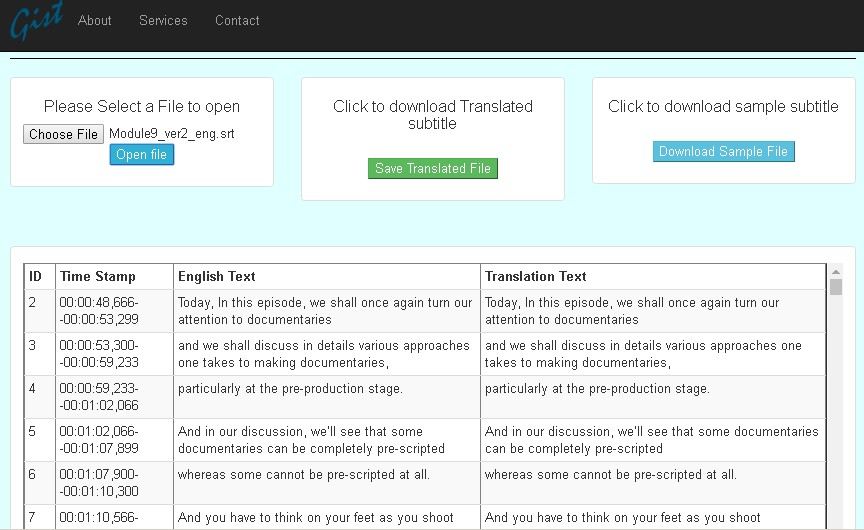 Gist About Services Contact
Please Select a File to open
Choose File Module9_ver2_eng.srt
Open file
Click to download Translated
subtitle
Save Translated File
Click to download sample subtitle
Download Sample File
ID Time Stamp English Text Translation Text
2 00:00:48,666- Today, In this episode, we shall once again turn our Today, In this episode, we shall once again turn our
-00:00:53,299 attention to documentaries attention to documentaries
3 00:00:53,300- and we shall discuss in details various approaches and we shall discuss in details various approaches one
-00:00:59,233 one takes to making documentaries, takes to making documentaries,
4 00:00:59,233- particularly at the pre-production stage. particularly at the pre-production stage.
-00:01:02,066
5 00:01:02,066- And in our discussion, we'll see that some And in our discussion, we'll see that some documentaries
-00:01:07,899 documentaries can be completely pre-scripted can be completely pre-scripted
6 00:01:07,900- whereas some cannot be pre-scripted at all. whereas some cannot be pre-scripted at all.
-00:01:10,300
7 00:01:10,566- And you have to think on your feet as you shoot And you have to think on your feet as you shoot